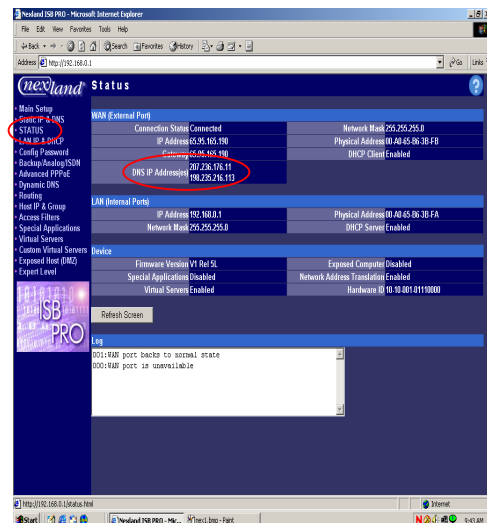 Nexland ISB PRO - Microsoft Internet Explorer
File Edit View Favorites Tools Help
Back Search Favorites History
Address http://192.168.0.1 Go Links
nexland Status
Main Setup
Static IP & DNS
STATUS
LAN IP & DHCP
Config Password
Backup/Analog/ISDN
Advanced PPPoE
Dynamic DNS
Routing
Host IP & Group
Access Filters
Special Applications
Virtual Servers
Custom Virtual Servers
Exposed Host (DMZ)
Expert Level
ISB
PRO
WAN (External Port)
Connection Status Connected Network Mask 255.255.255.0
IP Address 65.95.165.190 Physical Address 00-A0-65-B6-3B-FB
Gateway 65.95.165.190 DHCP Client Enabled
DNS IP Address(es) 207.236.176.11
198.235.216.113
LAN (Internal Ports)
IP Address 192.168.0.1 Physical Address 00-A0-65-B6-3B-FA
Network Mask 255.255.255.0 DHCP Server Enabled
Device
Firmware Version V1 Rel 5L Exposed Computer Disabled
Special Applications Disabled Network Address Translation Enabled
Virtual Servers Enabled Hardware ID 10-10-001-01110000
Refresh Screen
Log
001:WAN port backs to normal state
000:WAN port is unavailable
http://192.168.0.1/status.html Internet
Start Nexland ISB PRO - Mic... nex1.bmp - Paint 9:43 AM